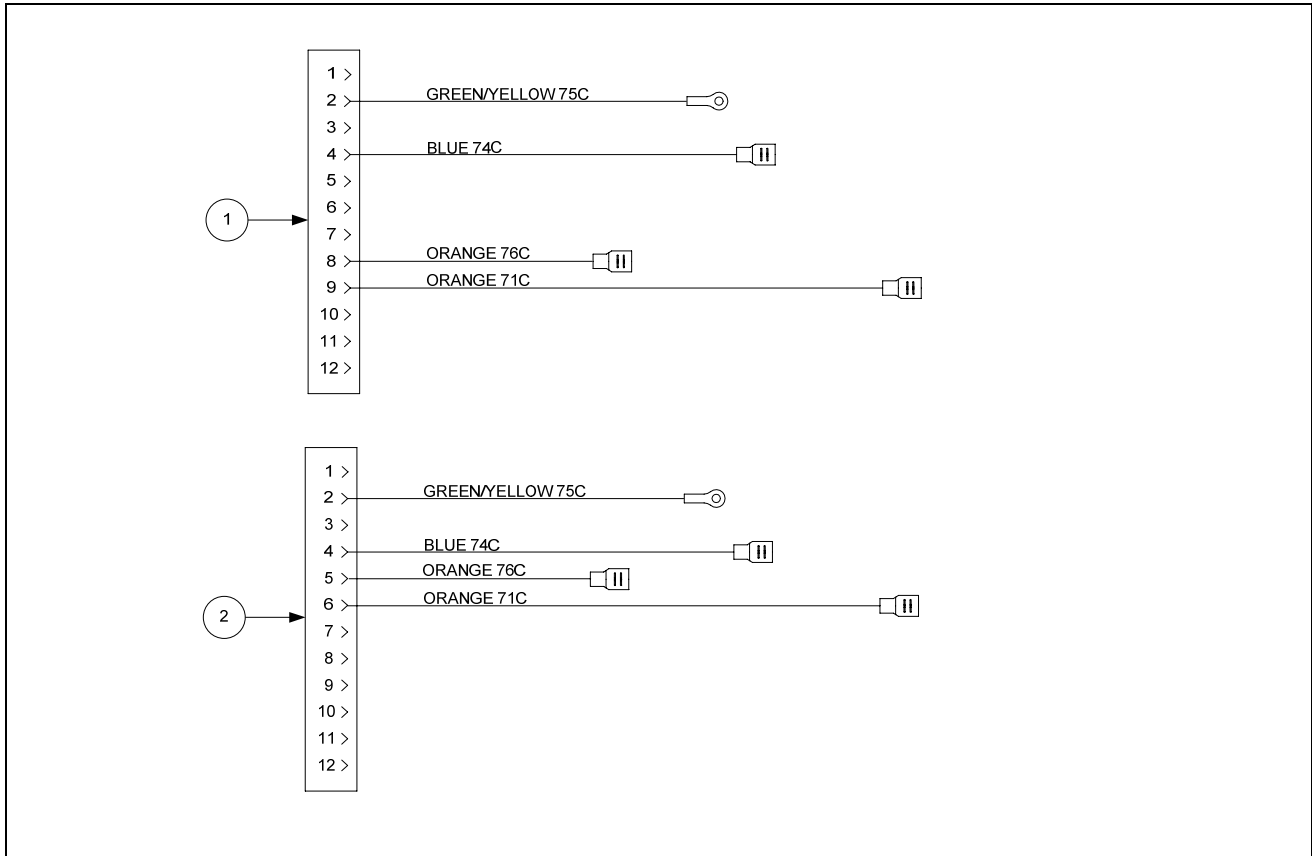 1
2 GREEN/YELLOW 75C
3
4 BLUE 74C
5
6
1
7
8 ORANGE 76C
9 ORANGE 71C
10
11
12
1
2 GREEN/YELLOW 75C
3
4 BLUE 74C
5 ORANGE 76C
6 ORANGE 71C
2
7
8
9
10
11
12